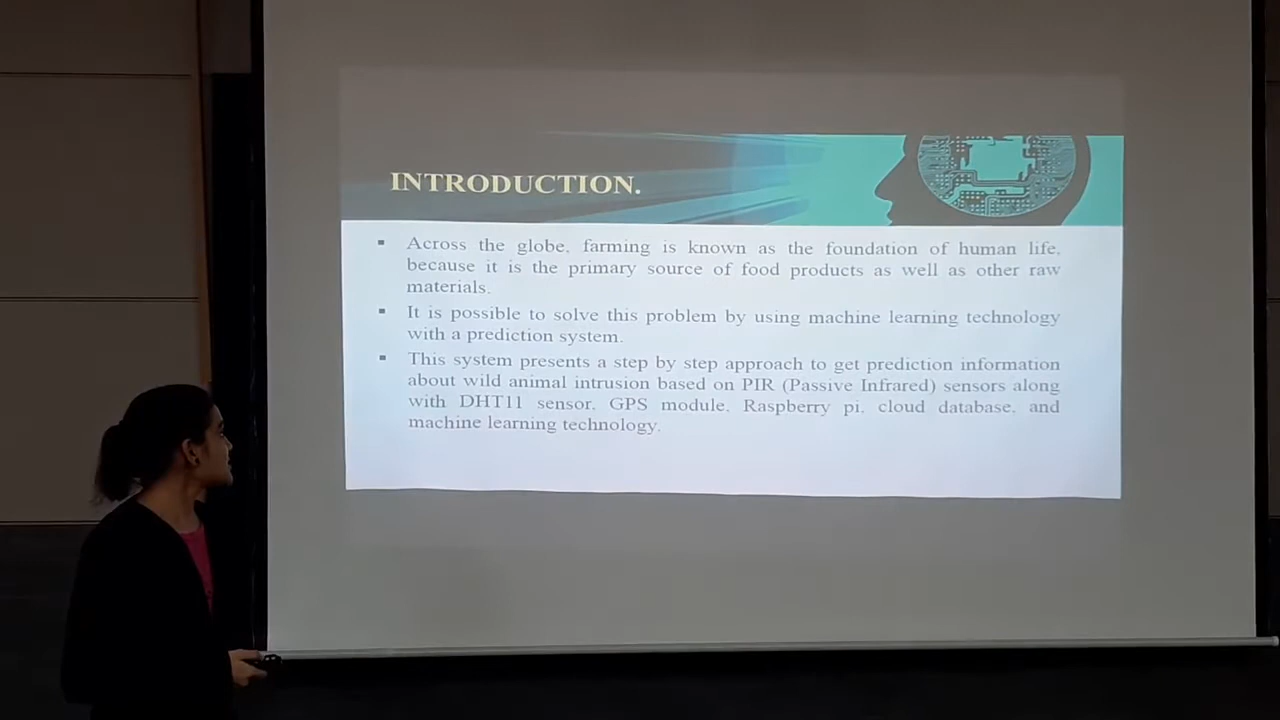 INTRODUCTION.
▪ Across the globe, farming is known as the foundation of human life,
because it is the primary source of food products as well as other raw
materials.
▪ It is possible to solve this problem by using machine learning technology
with a prediction system.
▪ This system presents a step by step approach to get prediction information
about wild animal intrusion based on PIR (Passive Infrared) sensors along
with DHT11 sensor, GPS module, Raspberry pi, cloud database, and
machine learning technology.